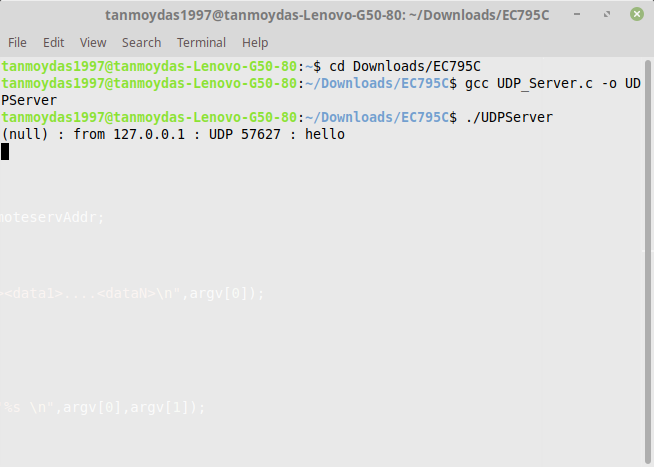 tanmoydas1997@tanmoydas-Lenovo-G50-80: ~/Downloads/EC795C
File Edit View Search Terminal Help
tanmoydas1997@tanmoydas-Lenovo-G50-80:~$ cd Downloads/EC795C
tanmoydas1997@tanmoydas-Lenovo-G50-80:~/Downloads/EC795C$ gcc UDP_Server.c -o UD
PServer
tanmoydas1997@tanmoydas-Lenovo-G50-80:~/Downloads/EC795C$ ./UDPServer
(null) : from 127.0.0.1 : UDP 57627 : hello
moteservAddr;
><data1>....<dataN>\n",argv[0]);
%s \n",argv[0],argv[1]);